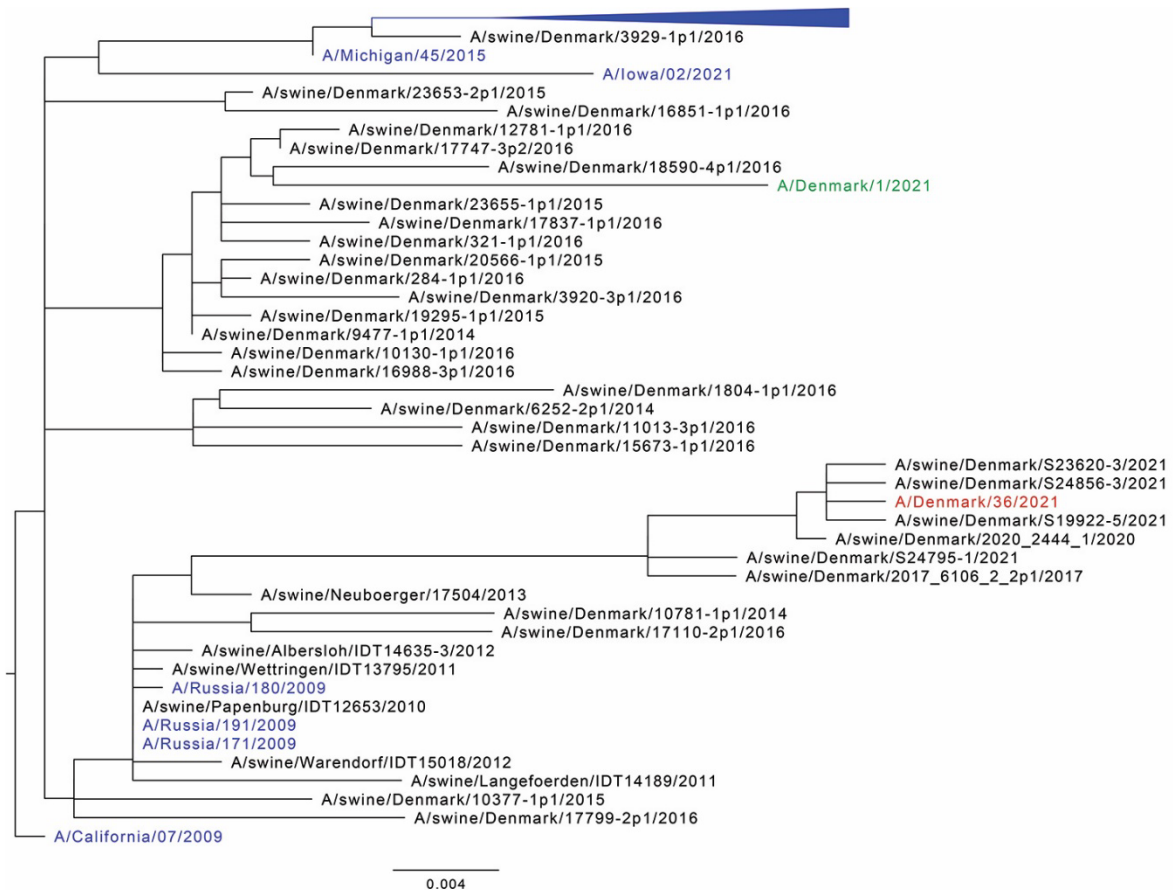 A/swine/Denmark/3929-1p1/2016
A/Michigan/45/2015
A/Iowa/02/2021
A/swine/Denmark/23653-2p1/2015
A/swine/Denmark/16851-1p1/2016
A/swine/Denmark/12781-1p1/2016
A/swine/Denmark/17747-3p2/2016
A/swine/Denmark/18590-4p1/2016
A/Denmark/1/2021
A/swine/Denmark/23655-1p1/2015
A/swine/Denmark/17837-1p1/2016
A/swine/Denmark/321-1p1/2016
A/swine/Denmark/20566-1p1/2015
A/swine/Denmark/284-1p1/2016
A/swine/Denmark/3920-3p1/2016
A/swine/Denmark/19295-1p1/2015
A/swine/Denmark/9477-1p1/2014
A/swine/Denmark/10130-1p1/2016
A/swine/Denmark/16988-3p1/2016
A/swine/Denmark/1804-1p1/2016
A/swine/Denmark/6252-2p1/2014
A/swine/Denmark/11013-3p1/2016
A/swine/Denmark/15673-1p1/2016
A/swine/Denmark/S23620-3/2021
A/swine/Denmark/S24856-3/2021
A/Denmark/36/2021
A/swine/Denmark/S19922-5/2021
A/swine/Denmark/2020_2444_1/2020
A/swine/Denmark/S24795-1/2021
A/swine/Denmark/2017_6106_2_2p1/2017
A/swine/Neuboerger/17504/2013
A/swine/Denmark/10781-1p1/2014
A/swine/Denmark/17110-2p1/2016
A/swine/Albersloh/IDT14635-3/2012
A/swine/Wettringen/IDT13795/2011
A/Russia/180/2009
A/swine/Papenburg/IDT12653/2010
A/Russia/191/2009
A/Russia/171/2009
A/swine/Warendorf/IDT15018/2012
A/swine/Langefoerden/IDT14189/2011
A/swine/Denmark/10377-1p1/2015
A/swine/Denmark/17799-2p1/2016
A/California/07/2009
0.004